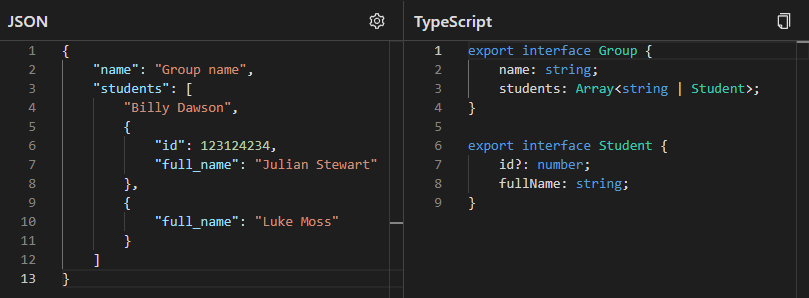 JSON
1 {
2     "name": "Group name",
3     "students": [
4         "Billy Dawson",
5         {
6             "id": 123124234,
7             "full_name": "Julian Stewart"
8         },
9         {
10             "full_name": "Luke Moss"
11         }
12     ]
13 }
TypeScript
1 export interface Group {
2     name: string;
3     students: Array<string | Student>;
4 }
5
6 export interface Student {
7     id?: number;
8     fullName: string;
9 }